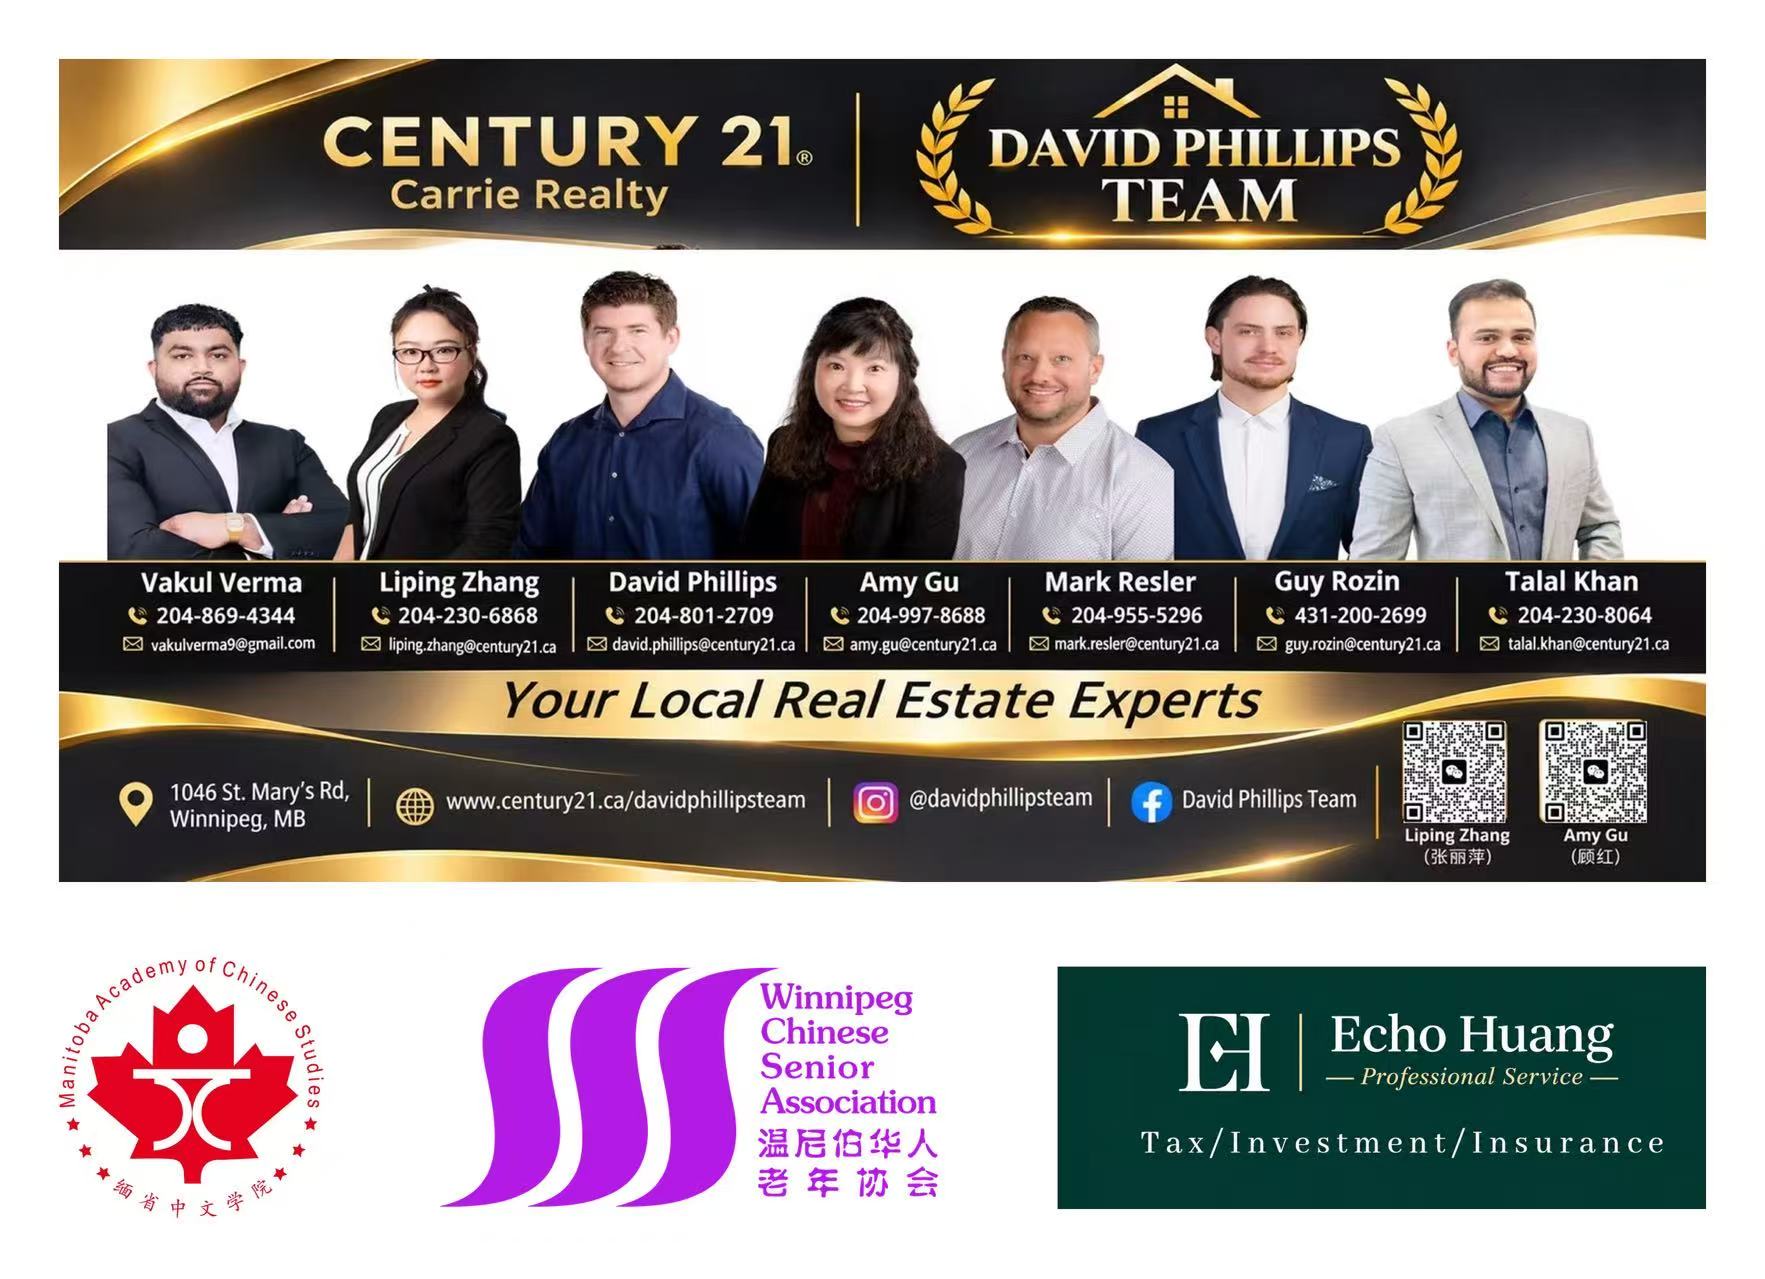 CENTURY 21®
Carrie Realty
DAVID PHILLIPS
TEAM
Vakul Verma
204-869-4344
vakulverma9@gmail.com
Liping Zhang
204-230-6868
liping.zhang@century21.ca
David Phillips
204-801-2709
david.phillips@century21.ca
Amy Gu
204-997-8688
amy.gu@century21.ca
Mark Resler
204-955-5296
mark.resler@century21.ca
Guy Rozin
431-200-2699
guy.rozin@century21.ca
Talal Khan
204-230-8064
talal.khan@century21.ca
Your Local Real Estate Experts
1046 St. Mary's Rd,
Winnipeg, MB
www.century21.ca/davidphillipsteam
@davidphillipsteam
David Phillips Team
Liping Zhang
(张丽萍)
Amy Gu
(顾红)
Manitoba Academy of Chinese Studies
缅省中文学院
Winnipeg
Chinese
Senior
Association
温尼伯华人
老年协会
EH
Echo Huang
Professional Service
Tax/Investment/Insurance